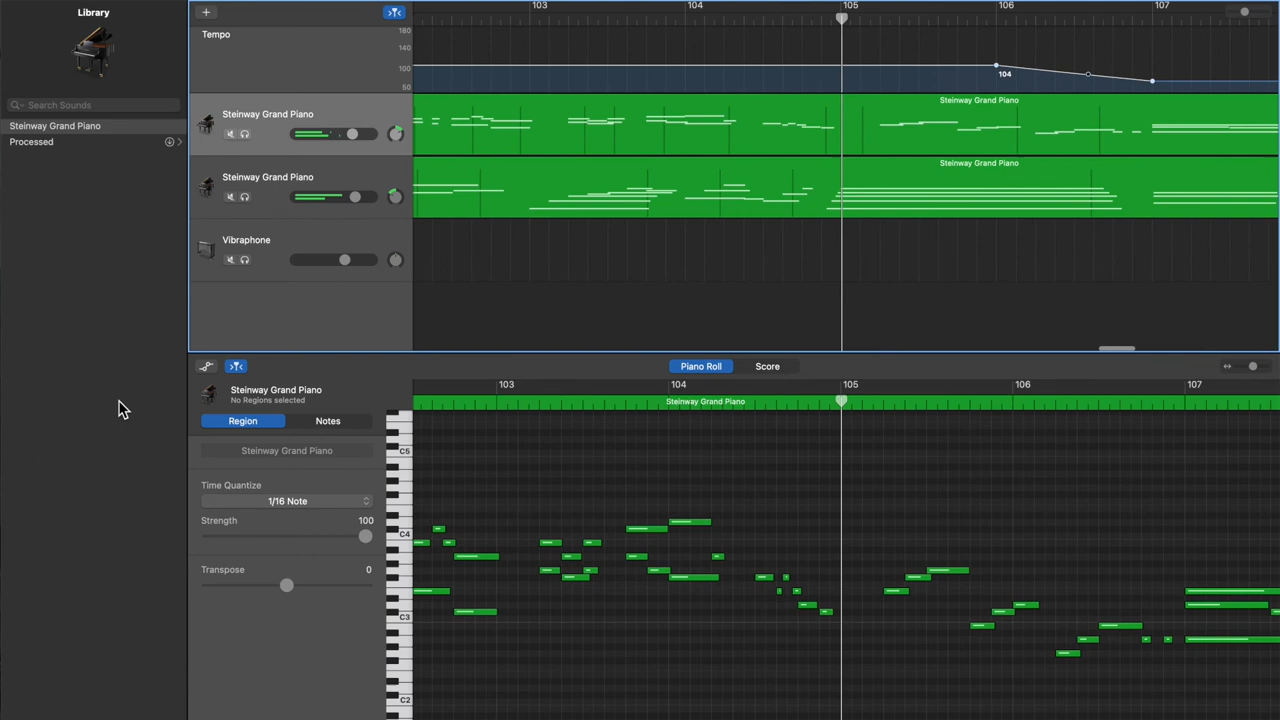 Library
Search Sounds
Steinway Grand Piano
Processed
103 104 105 106 107
Tempo
180
140
100
50
104
Steinway Grand Piano
Steinway Grand Piano
Steinway Grand Piano
Steinway Grand Piano
Vibraphone
Piano Roll Score
Steinway Grand Piano
No Regions selected
Region Notes
Steinway Grand Piano
Time Quantize
1/16 Note
Strength 100
Transpose 0
103 104 105 106 107
Steinway Grand Piano
C5
C4
C3
C2